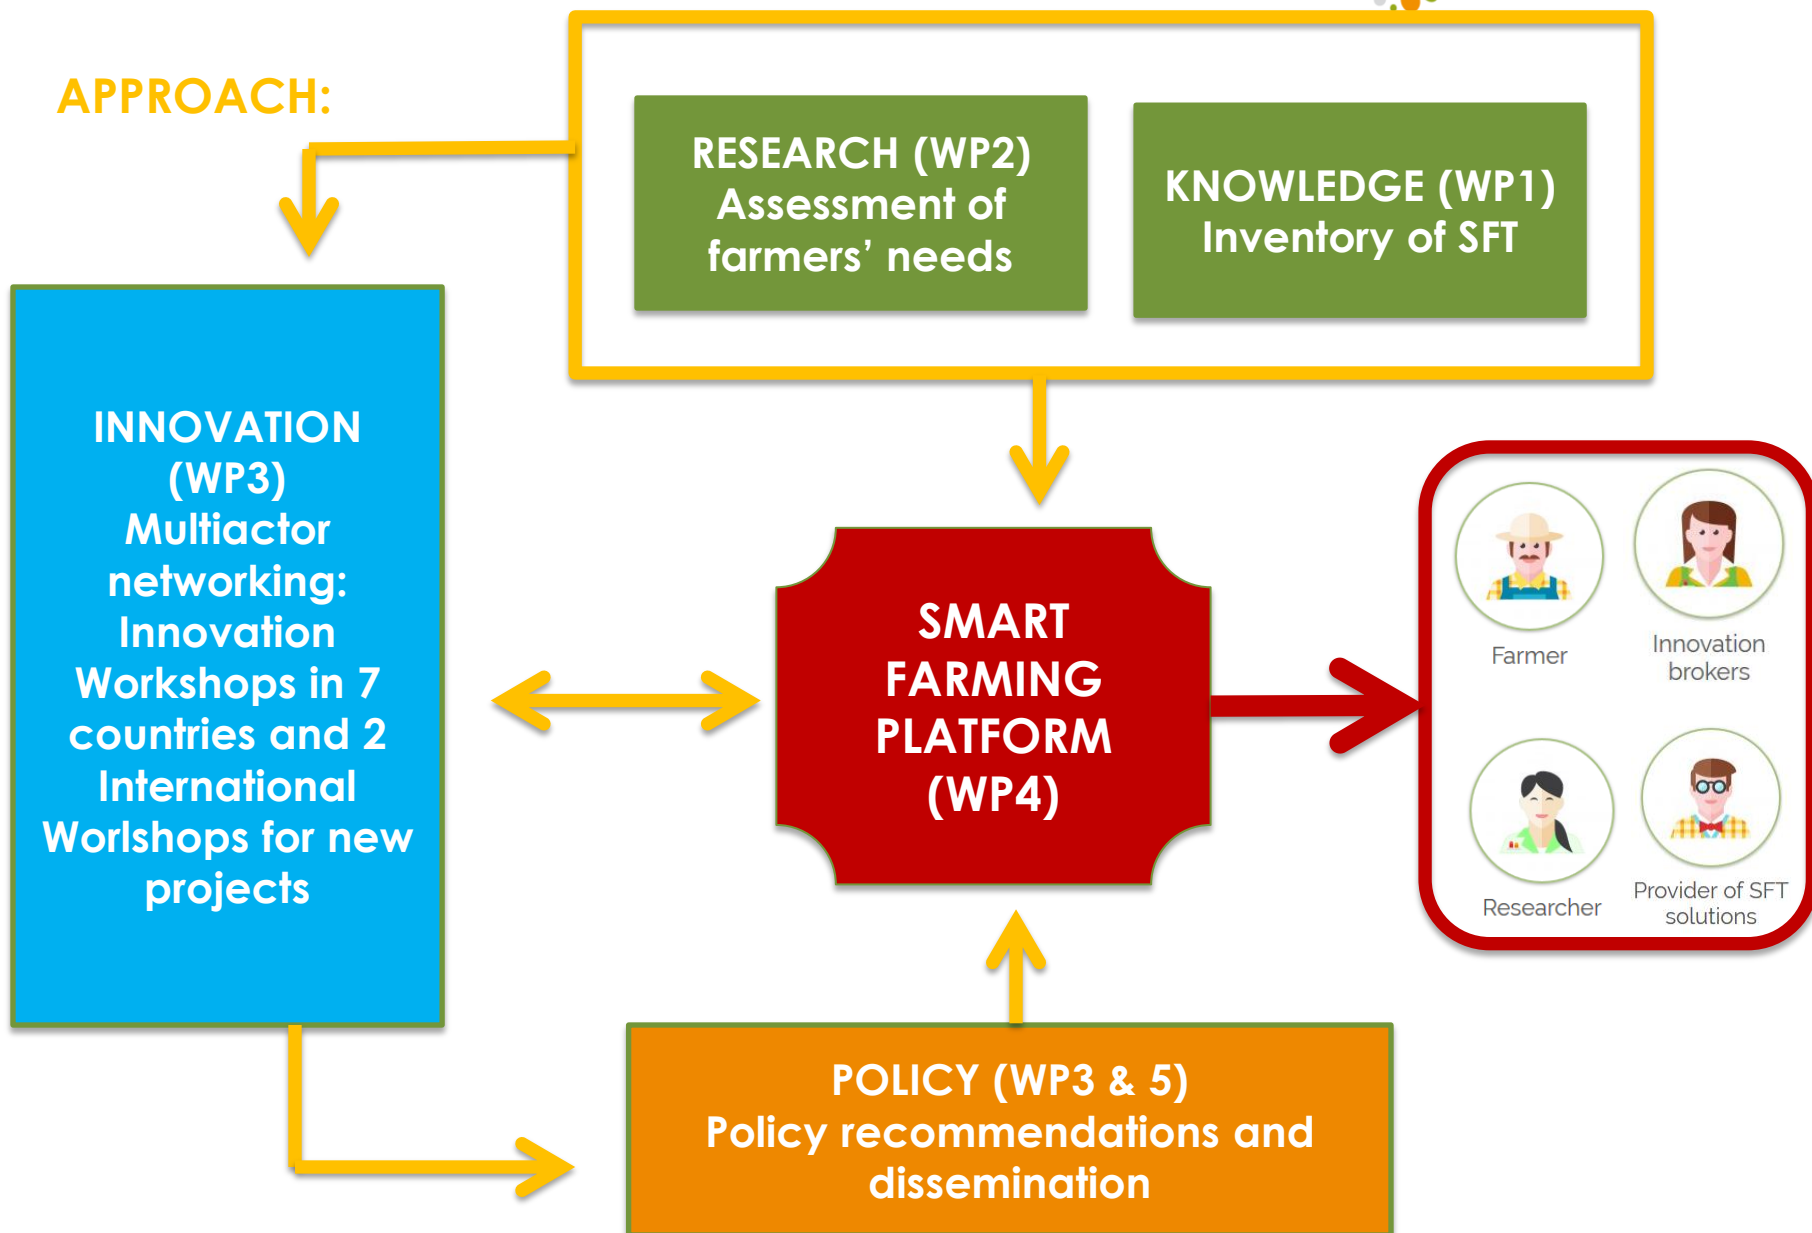 APPROACH:
RESEARCH (WP2)
Assessment of
farmers’ needs
KNOWLEDGE (WP1)
Inventory of SFT
INNOVATION
(WP3)
Multiactor
networking:
Innovation
Workshops in 7
countries and 2
International
Worlshops for new
projects
SMART
FARMING
PLATFORM
(WP4)
Farmer
Innovation
brokers
Researcher
Provider of SFT
solutions
POLICY (WP3 & 5)
Policy recommendations and
dissemination